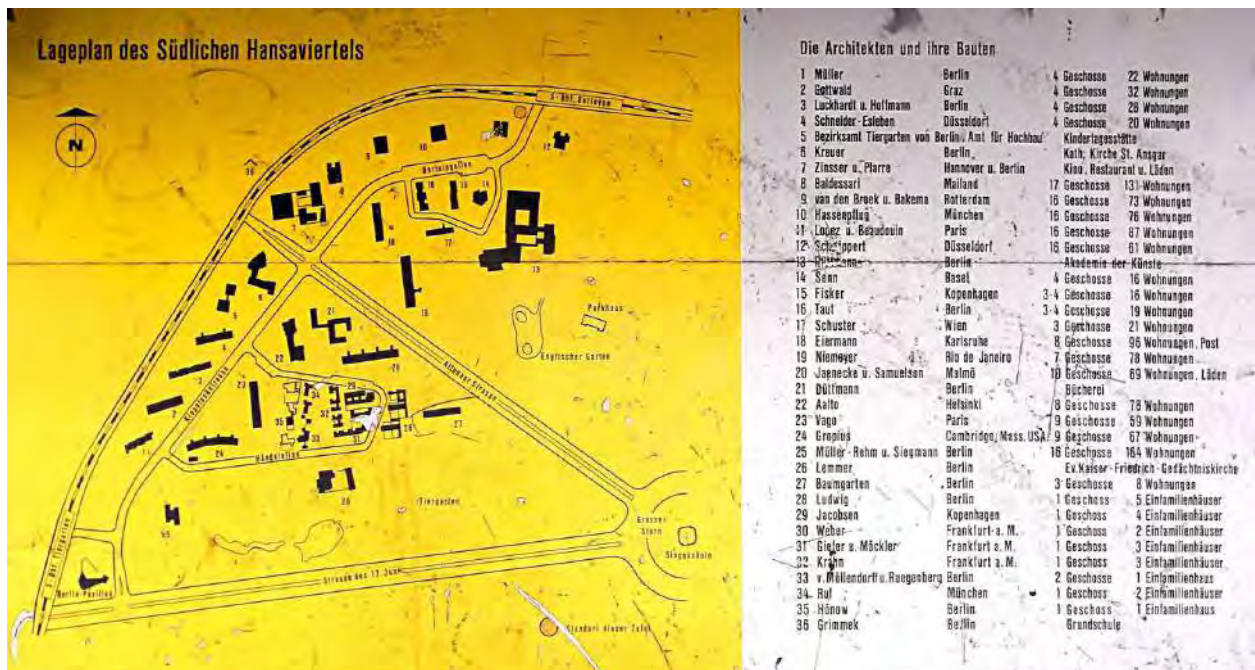 Lageplan des Südlichen Hansaviertels
S-Bhf. Bellevue
N
Bartningallee
Klopstockstrasse
Altonaer Strasse
Händelallee
Englischer Garten
Parkhaus
Tiergarten
Grosser
Stern
Siegessäule
Strasse des 17. Juni
S-Bhf. Tiergarten
Berlin-Pavillon
Standort dieser Tafel
Die Architekten und ihre Bauten
1 Müller Berlin 4 Geschosse 22 Wohnungen
2 Gottwald Graz 4 Geschosse 32 Wohnungen
3 Luckhardt u. Hoffmann Berlin 4 Geschosse 28 Wohnungen
4 Schneider-Esleben Düsseldorf 4 Geschosse 20 Wohnungen
5 Bezirksamt Tiergarten von Berlin, Amt für Hochbau Kindertagesstätte
6 Kreuer Berlin Kath. Kirche St. Ansgar
7 Zinsser u. Plarre Hannover u. Berlin Kino, Restaurant u. Läden
8 Baldessari Mailand 17 Geschosse 131 Wohnungen
9 van den Broek u. Bakema Rotterdam 16 Geschosse 73 Wohnungen
10 Hassenpflug München 16 Geschosse 76 Wohnungen
11 Lopez u. Beaudouin Paris 16 Geschosse 87 Wohnungen
12 Schwippert Düsseldorf 16 Geschosse 61 Wohnungen
13 Berlin Akademie der Künste
14 Senn Basel 4 Geschosse 16 Wohnungen
15 Fisker Kopenhagen 3-4 Geschosse 16 Wohnungen
16 Taut Berlin 3-4 Geschosse 19 Wohnungen
17 Schuster Wien 3 Geschosse 21 Wohnungen
18 Eiermann Karlsruhe 8 Geschosse 96 Wohnungen, Post
19 Niemeyer Rio de Janeiro 7 Geschosse 78 Wohnungen
20 Jaenecke u. Samuelson Malmö 10 Geschosse 69 Wohnungen, Läden
21 Düttmann Berlin Bücherei
22 Aalto Helsinki 8 Geschosse 78 Wohnungen
23 Vago Paris 9 Geschosse 59 Wohnungen
24 Gropius Cambridge, Mass. USA 9 Geschosse 67 Wohnungen
25 Müller-Rehm u. Siegmann Berlin 16 Geschosse 164 Wohnungen
26 Lemmer Berlin Ev. Kaiser-Friedrich-Gedächtniskirche
27 Baumgarten Berlin 3 Geschosse 8 Wohnungen
28 Ludwig Berlin 1 Geschoss 5 Einfamilienhäuser
29 Jacobsen Kopenhagen 1 Geschoss 4 Einfamilienhäuser
30 Weber Frankfurt a. M. 1 Geschoss 2 Einfamilienhäuser
31 Giefer u. Mäckler Frankfurt a. M. 1 Geschoss 3 Einfamilienhäuser
32 Krahn Frankfurt a. M. 1 Geschoss 3 Einfamilienhäuser
33 v. Möllendorff u. Ruegenberg Berlin 2 Geschoss 1 Einfamilienhaus
34 Ruf München 1 Geschoss 2 Einfamilienhäuser
35 Hönow Berlin 1 Geschoss 1 Einfamilienhaus
36 Grimmek Berlin Grundschule